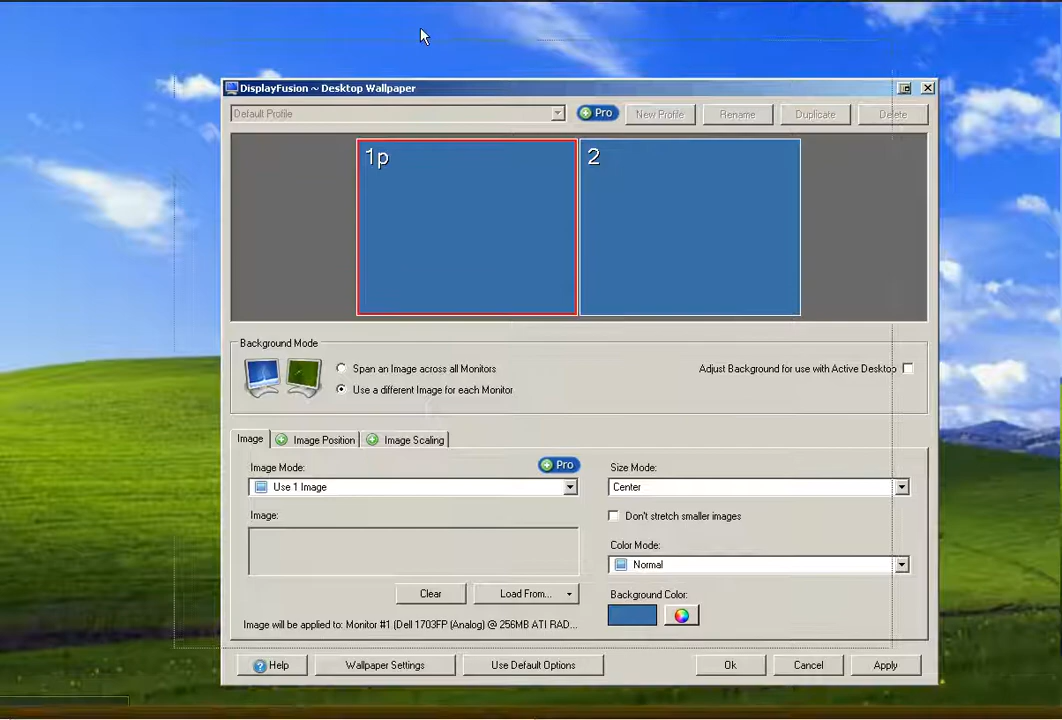 DisplayFusion ~ Desktop Wallpaper
Default Profile
Pro
New Profile
Rename
Duplicate
Delete
1p
2
Background Mode
Span an Image across all Monitors
Adjust Background for use with Active Desktop
Use a different Image for each Monitor
Image
Image Position
Image Scaling
Image Mode:
Pro
Size Mode:
Use 1 Image
Center
Image:
Don't stretch smaller images
Color Mode:
Normal
Clear
Load From...
Background Color:
Image will be applied to: Monitor #1 (Dell 1703FP (Analog) @ 256MB ATI RAD...
Help
Wallpaper Settings
Use Default Options
Ok
Cancel
Apply